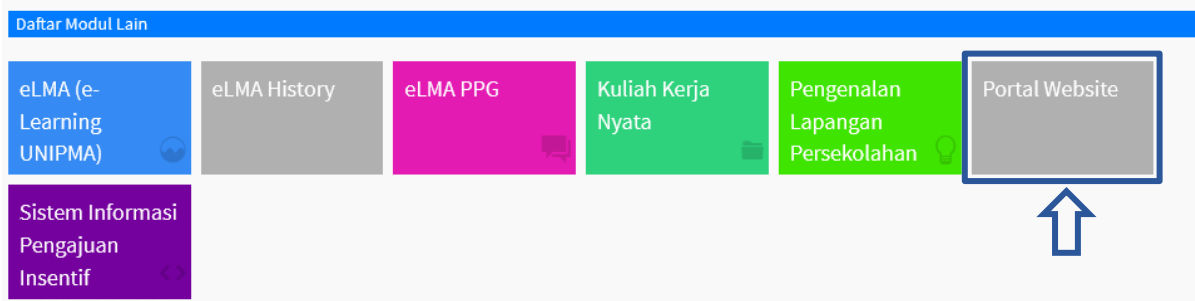 Daftar Modul Lain
eLMA (e-
Learning
UNIPMA)
eLMA History
eLMA PPG
Kuliah Kerja
Nyata
Pengenalan
Lapangan
Persekolahan
Portal Website
Sistem Informasi
Pengajuan
Insentif